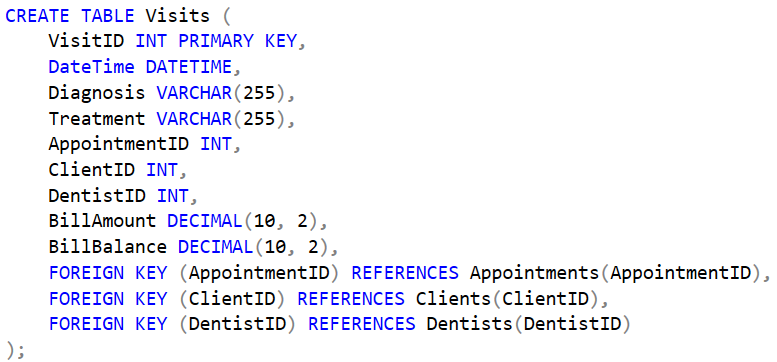 CREATE TABLE Visits (
    VisitID INT PRIMARY KEY,
    DateTime DATETIME,
    Diagnosis VARCHAR(255),
    Treatment VARCHAR(255),
    AppointmentID INT,
    ClientID INT,
    DentistID INT,
    BillAmount DECIMAL(10, 2),
    BillBalance DECIMAL(10, 2),
    FOREIGN KEY (AppointmentID) REFERENCES Appointments(AppointmentID),
    FOREIGN KEY (ClientID) REFERENCES Clients(ClientID),
    FOREIGN KEY (DentistID) REFERENCES Dentists(DentistID)
);